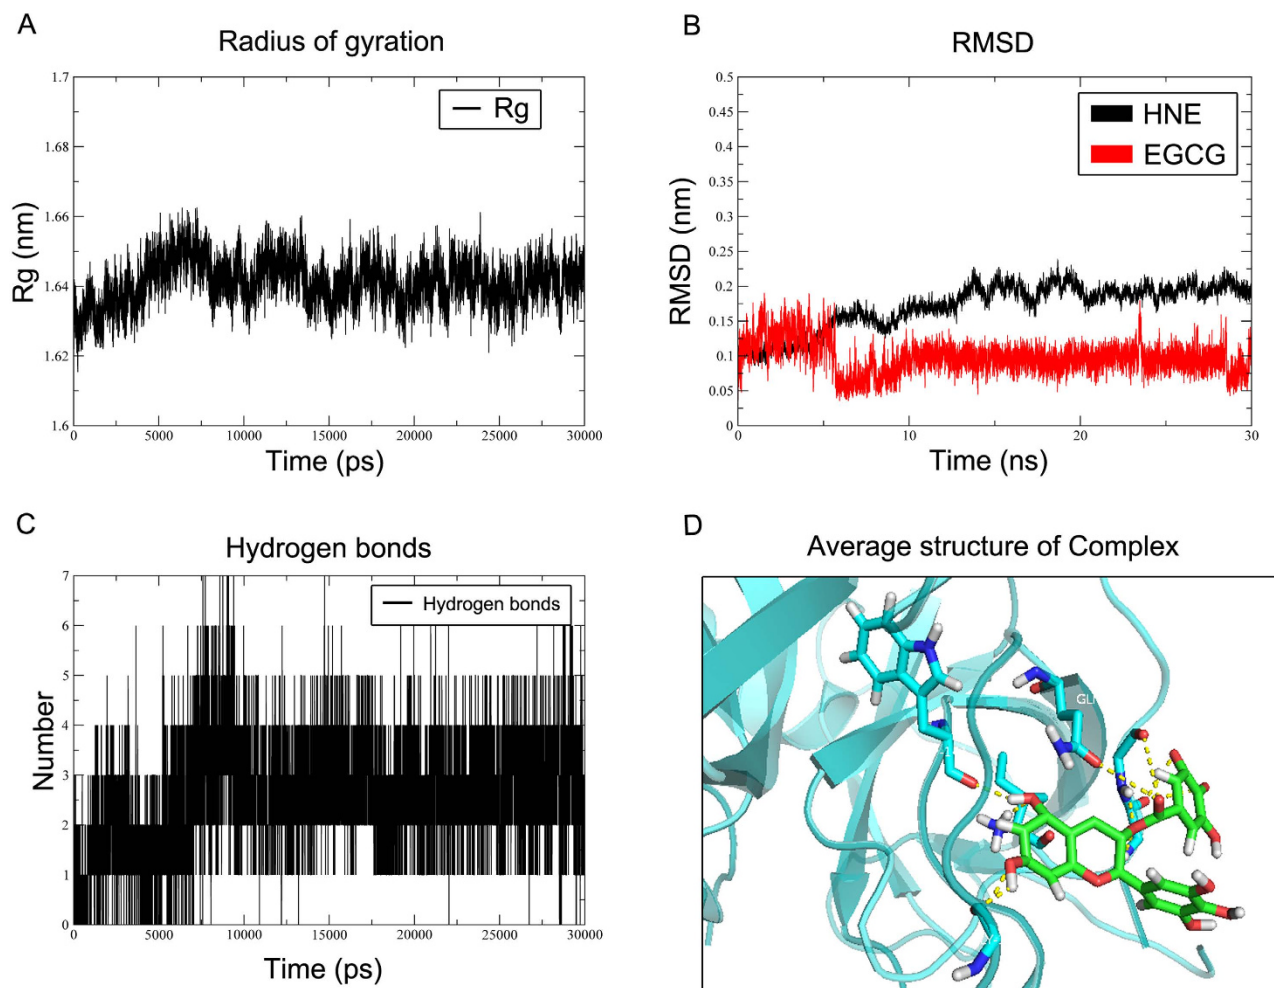 A
Radius of gyration
1.7
1.68
1.66
1.64
1.62
1.6
Rg (nm)
Rg
0
5000
10000
15000
20000
25000
30000
Time (ps)
B
RMSD
0.5
0.45
0.4
0.35
0.3
0.25
0.2
0.15
0.1
0.05
0
RMSD (nm)
HNE
EGCG
0
10
20
30
Time (ns)
C
Hydrogen bonds
7
6
5
4
3
2
1
0
Number
Hydrogen bonds
0
5000
10000
15000
20000
25000
30000
Time (ps)
D
Average structure of Complex